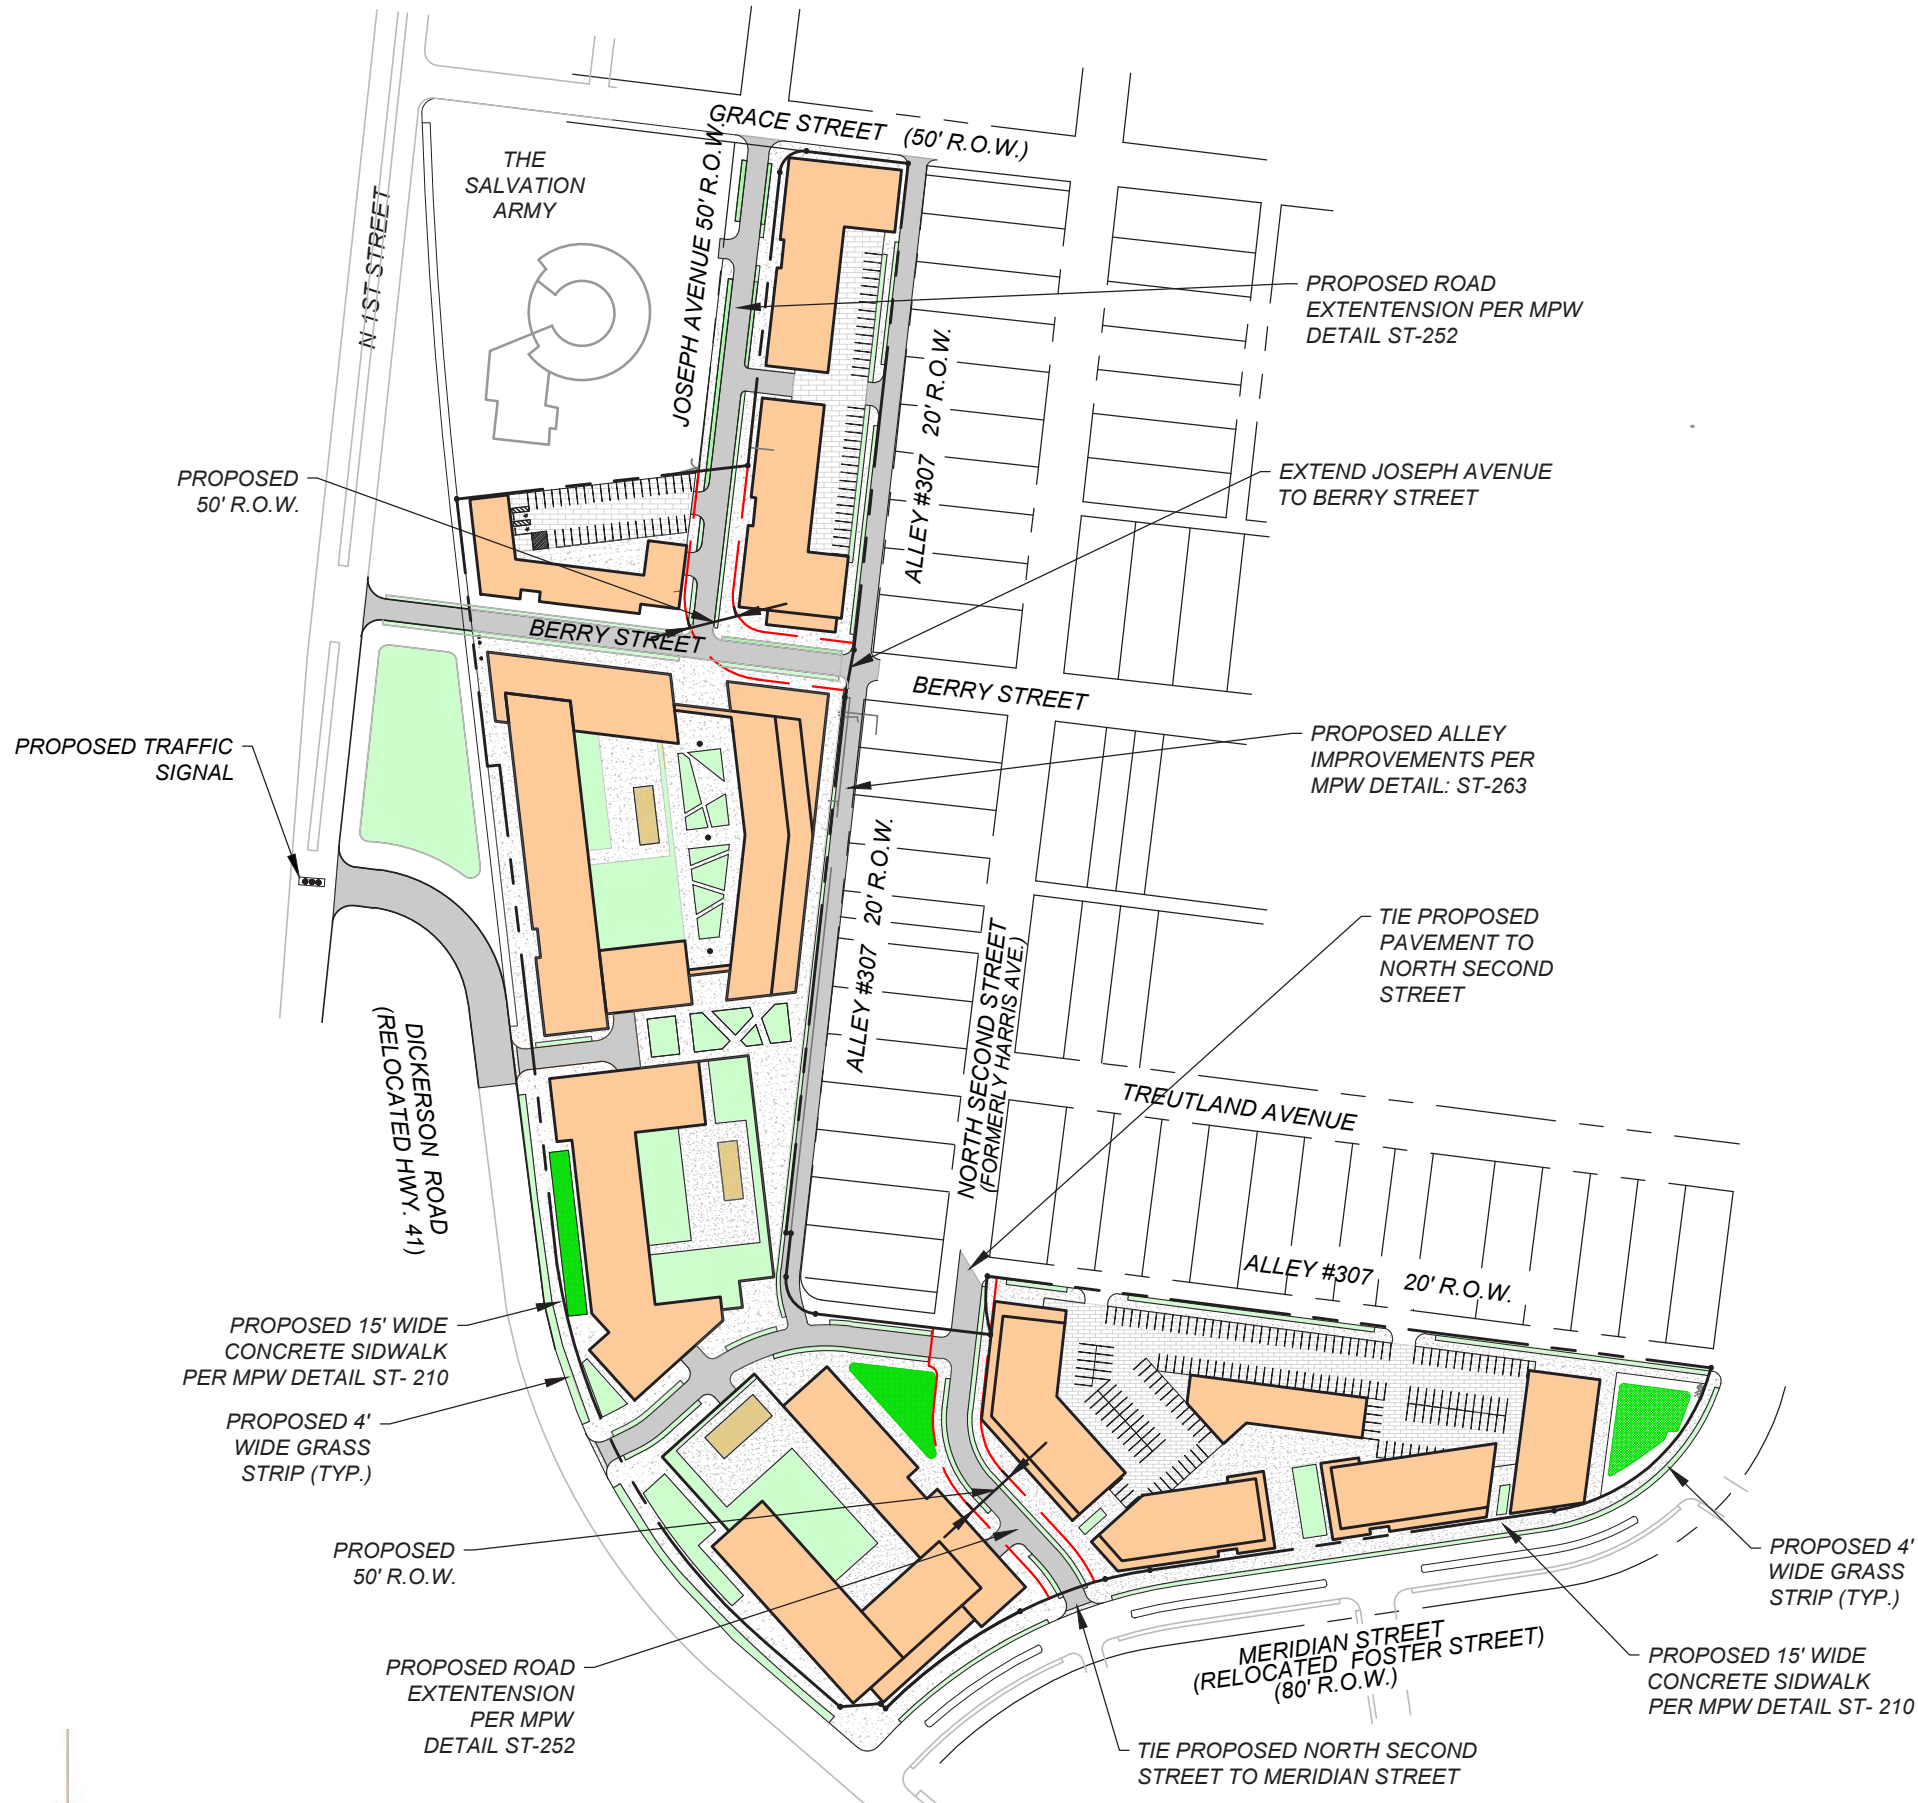 GRACE STREET (50' R.O.W.)
THE
SALVATION
ARMY
N 1ST STREET
JOSEPH AVENUE 50' R.O.W.
PROPOSED ROAD
EXTENTENSION PER MPW
DETAIL ST-252
ALLEY #307 20' R.O.W.
PROPOSED
50' R.O.W.
EXTEND JOSEPH AVENUE
TO BERRY STREET
BERRY STREET
BERRY STREET
PROPOSED TRAFFIC
SIGNAL
PROPOSED ALLEY
IMPROVEMENTS PER
MPW DETAIL: ST-263
ALLEY #307 20' R.O.W.
TIE PROPOSED
PAVEMENT TO
NORTH SECOND
STREET
NORTH SECOND STREET
(FORMERLY HARRIS AVE.)
DICKERSON ROAD
(RELOCATED HWY. 41)
TREUTLAND AVENUE
ALLEY #307 20' R.O.W.
PROPOSED 15' WIDE
CONCRETE SIDWALK
PER MPW DETAIL ST- 210
PROPOSED 4'
WIDE GRASS
STRIP (TYP.)
PROPOSED
50' R.O.W.
PROPOSED 4'
WIDE GRASS
STRIP (TYP.)
MERIDIAN STREET
(RELOCATED FOSTER STREET)
(80' R.O.W.)
PROPOSED 15' WIDE
CONCRETE SIDWALK
PER MPW DETAIL ST- 210
PROPOSED ROAD
EXTENTENSION
PER MPW
DETAIL ST-252
TIE PROPOSED NORTH SECOND
STREET TO MERIDIAN STREET